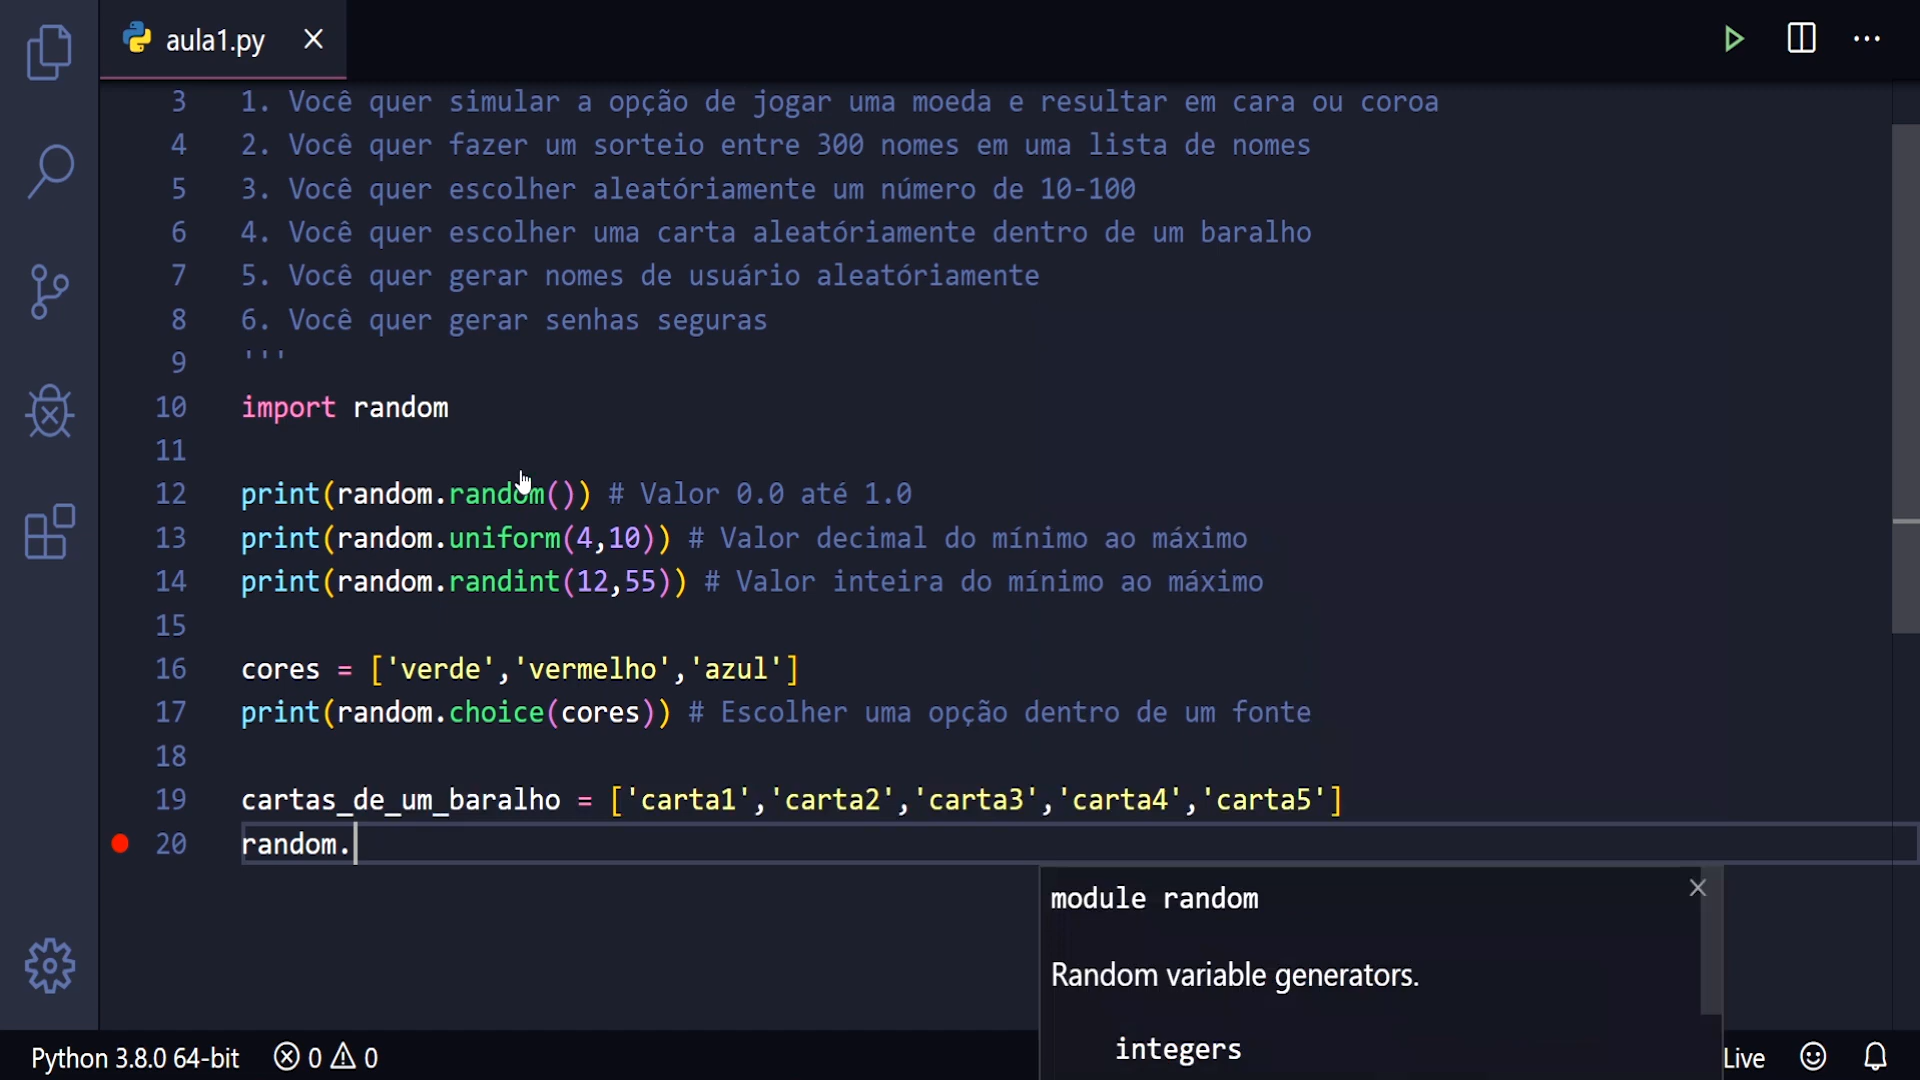 aula1.py
3 1. Você quer simular a opção de jogar uma moeda e resultar em cara ou coroa
4 2. Você quer fazer um sorteio entre 300 nomes em uma lista de nomes
5 3. Você quer escolher aleatóriamente um número de 10-100
6 4. Você quer escolher uma carta aleatóriamente dentro de um baralho
7 5. Você quer gerar nomes de usuário aleatóriamente
8 6. Você quer gerar senhas seguras
9 '''
10 import random
11
12 print(random.random()) # Valor 0.0 até 1.0
13 print(random.uniform(4,10)) # Valor decimal do mínimo ao máximo
14 print(random.randint(12,55)) # Valor inteira do mínimo ao máximo
15
16 cores = ['verde','vermelho','azul']
17 print(random.choice(cores)) # Escolher uma opção dentro de um fonte
18
19 cartas_de_um_baralho = ['carta1','carta2','carta3','carta4','carta5']
20 random.
module random
Random variable generators.
integers
Python 3.8.0 64-bit 0 0 Live